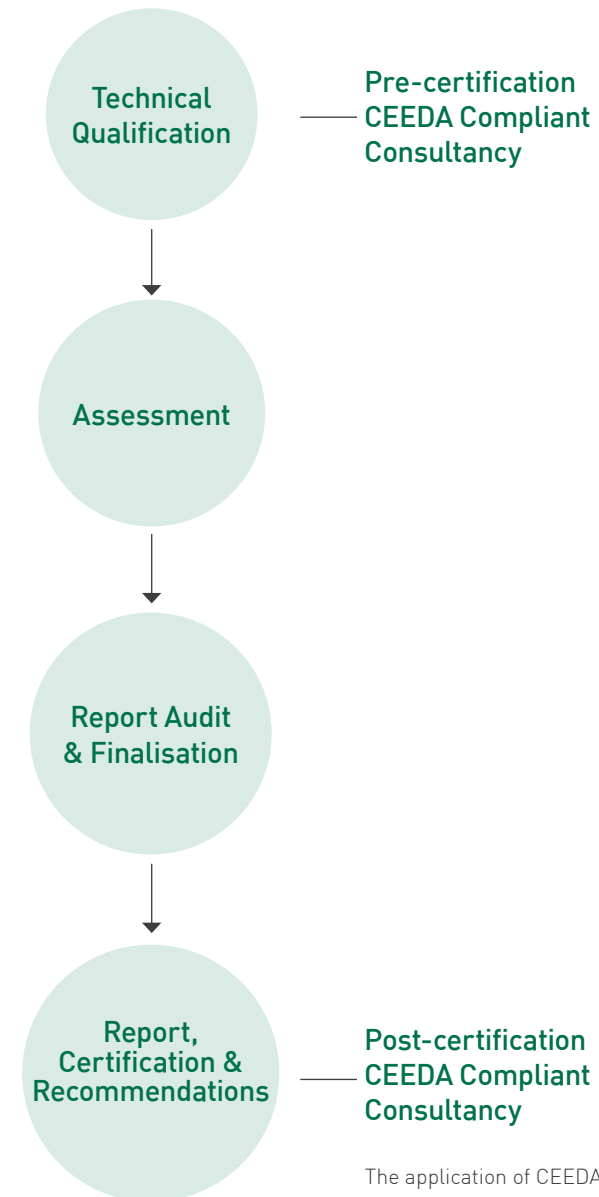 Technical
Qualification
Pre-certification
CEEDA Compliant
Consultancy
Assessment
Report Audit
& Finalisation
Report,
Certification &
Recommendations
Post-certification
CEEDA Compliant
Consultancy
The application of CEEDA